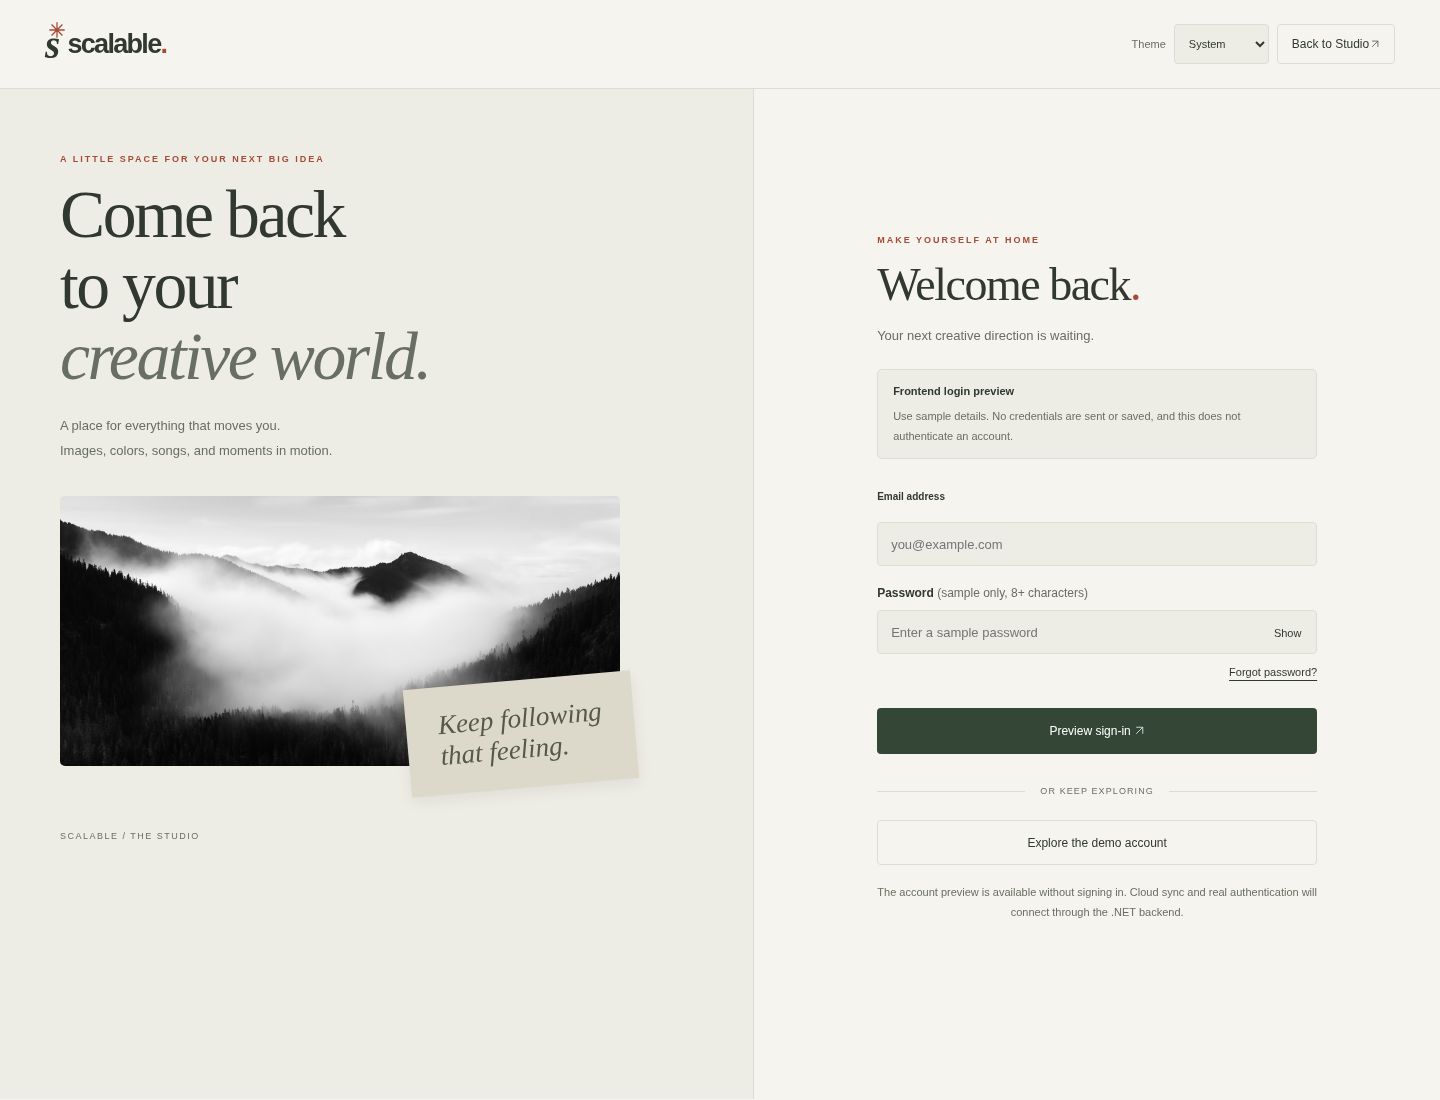 s scalable.
Theme
System
Back to Studio
A LITTLE SPACE FOR YOUR NEXT BIG IDEA
Come back
to your
creative world.
A place for everything that moves you.
Images, colors, songs, and moments in motion.
Keep following
that feeling.
SCALABLE / THE STUDIO
MAKE YOURSELF AT HOME
Welcome back.
Your next creative direction is waiting.
Frontend login preview
Use sample details. No credentials are sent or saved, and this does not
authenticate an account.
Email address
you@example.com
Password (sample only, 8+ characters)
Enter a sample password
Show
Forgot password?
Preview sign-in
OR KEEP EXPLORING
Explore the demo account
The account preview is available without signing in. Cloud sync and real authentication will
connect through the .NET backend.